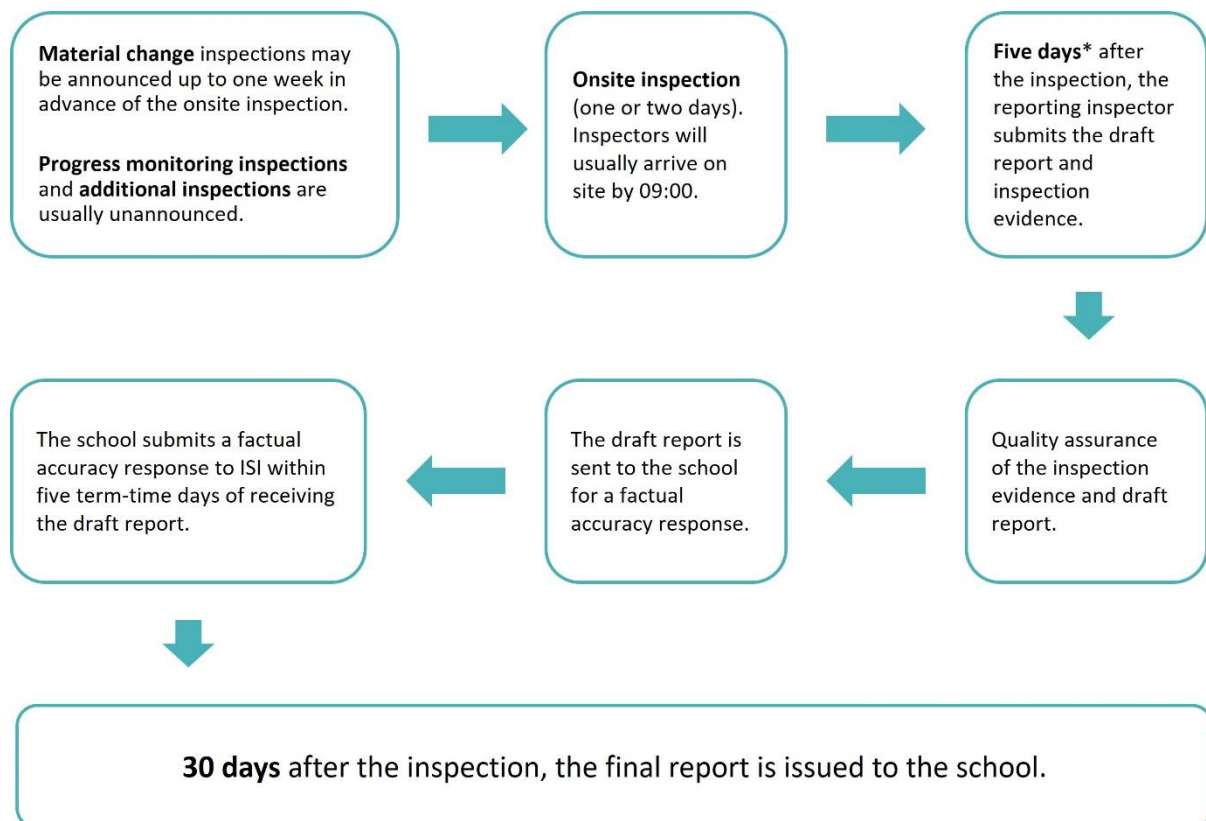 Material change inspections may
be announced up to one week in
advance of the onsite inspection.
Progress monitoring inspections
and additional inspections are
usually unannounced.
Onsite inspection
(one or two days).
Inspectors will
usually arrive on
site by 09:00.
Five days* after
the inspection, the
reporting inspector
submits the draft
report and
inspection
evidence.
Quality assurance
of the inspection
evidence and draft
report.
The draft report is
sent to the school
for a factual
accuracy response.
The school submits a factual
accuracy response to ISI within
five term-time days of receiving
the draft report.
30 days after the inspection, the final report is issued to the school.